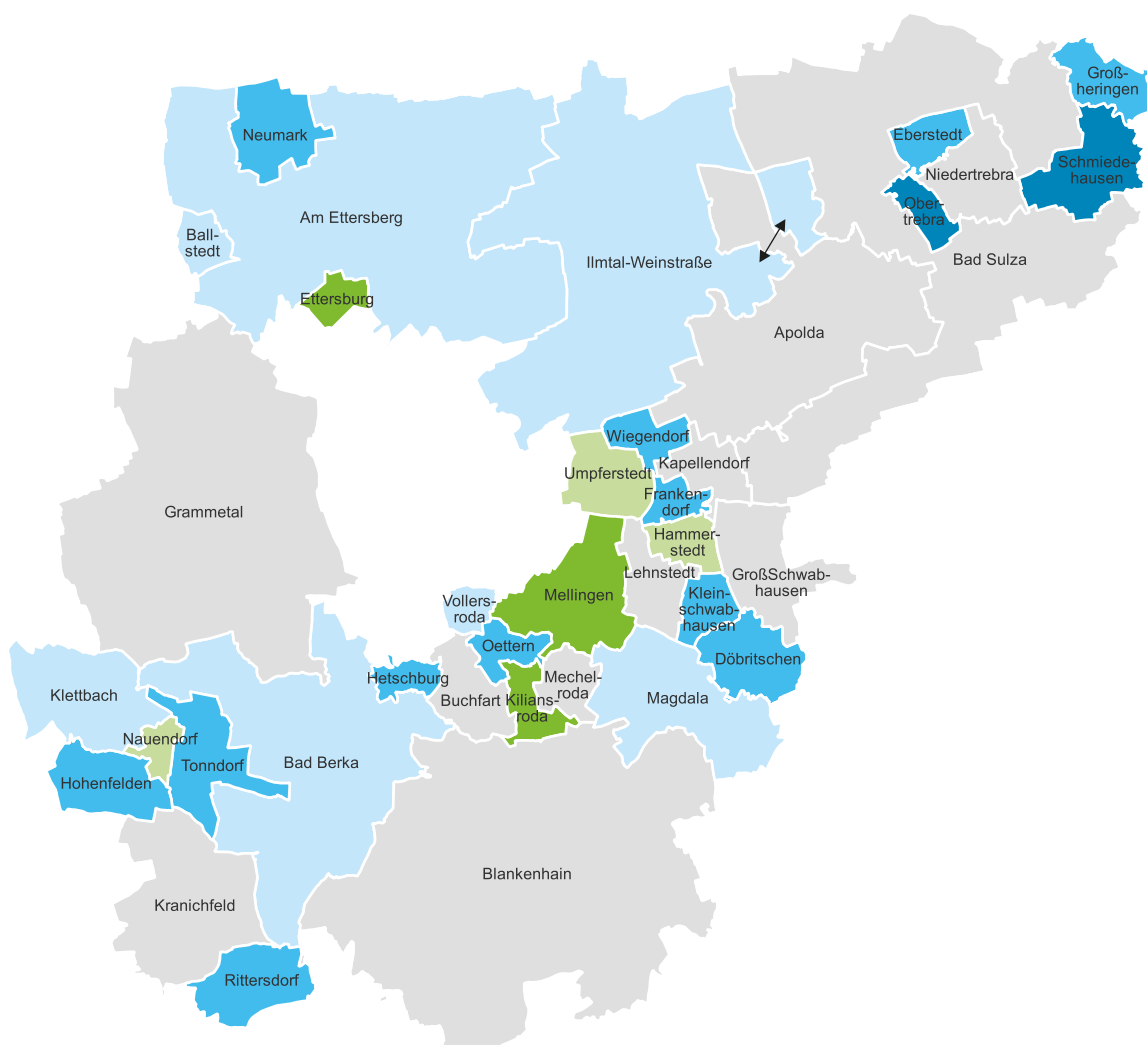 Groß-
heringen
Neumark
Eberstedt
Schmiede-
hausen
Niedertrebra
Ober-
trebra
Am Ettersberg
Ball-
stedt
Ilmtal-Weinstraße
Bad Sulza
Ettersburg
Apolda
Wiegendorf
Kapellendorf
Umpferstedt
Franken-
dorf
Grammetal
Hammer-
stedt
Lehnstedt
GroßSchwab-
hausen
Mellingen
Klein-
schwab-
hausen
Vollers-
roda
Oettern
Döbritschen
Hetschburg
Mechel-
roda
Klettbach
Buchfart
Kilians-
roda
Magdala
Nauendorf
Tonndorf
Bad Berka
Hohenfelden
Blankenhain
Kranichfeld
Rittersdorf